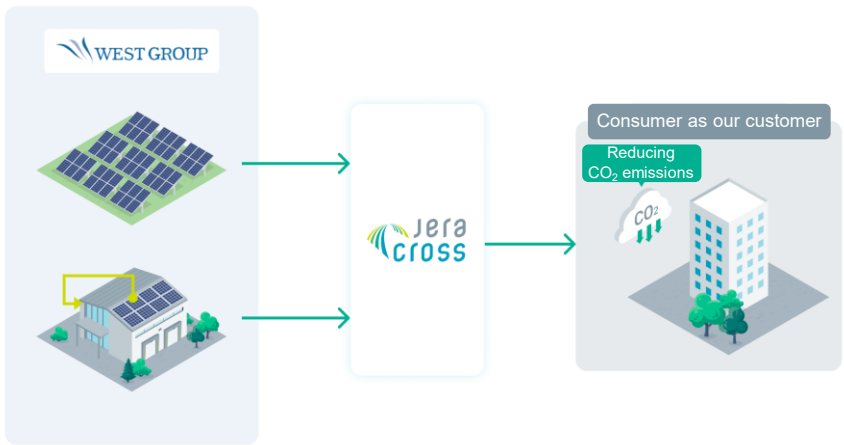 WEST GROUP
Jera
cross
Consumer as our customer
Reducing
CO₂ emissions
CO₂